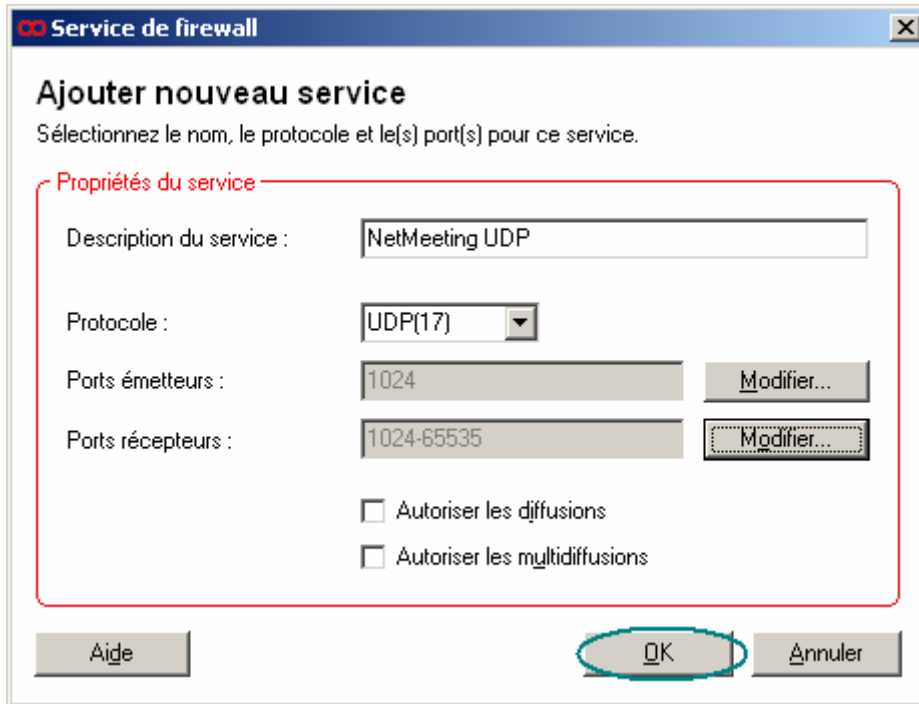 Service de firewall
Ajouter nouveau service
Sélectionnez le nom, le protocole et le(s) port(s) pour ce service.
Propriétés du service
Description du service : NetMeeting UDP
Protocole : UDP(17)
Ports émetteurs : 1024 Modifier...
Ports récepteurs : 1024-65535 Modifier...
Autoriser les diffusions
Autoriser les multidiffusions
Aide OK Annuler